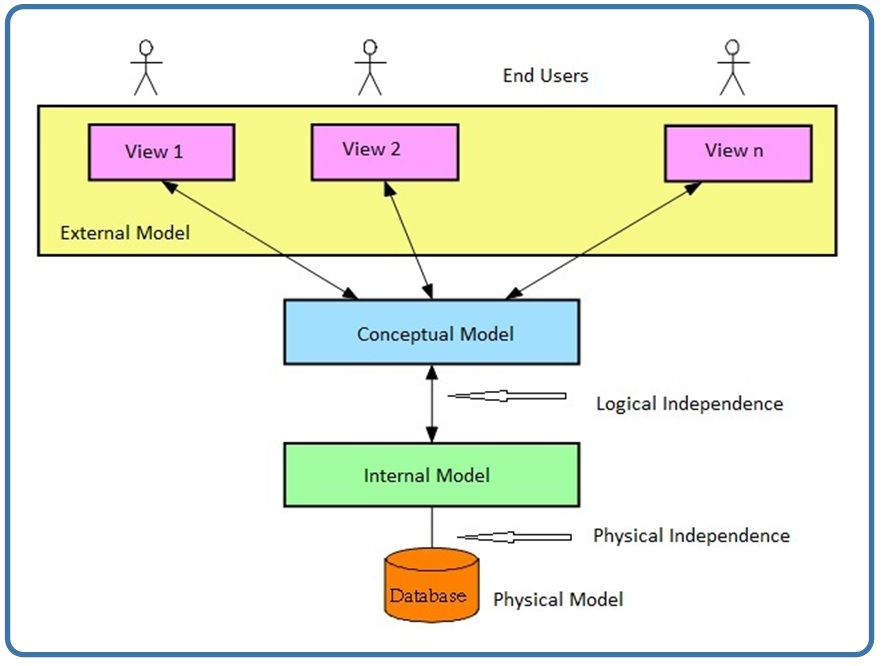 End Users
View 1
View 2
View n
External Model
Conceptual Model
Logical Independence
Internal Model
Physical Independence
Database
Physical Model